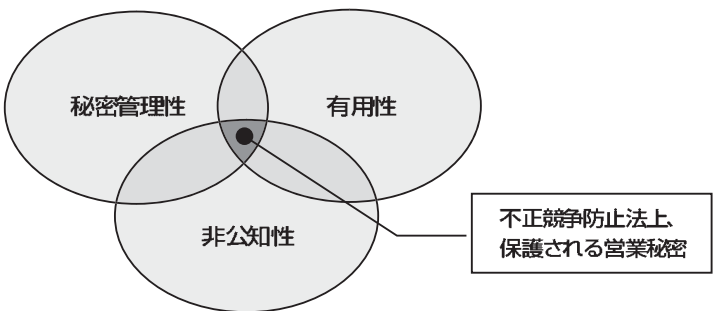 秘密管理性
有用性
非公知性
不正競争防止法上、
保護される営業秘密